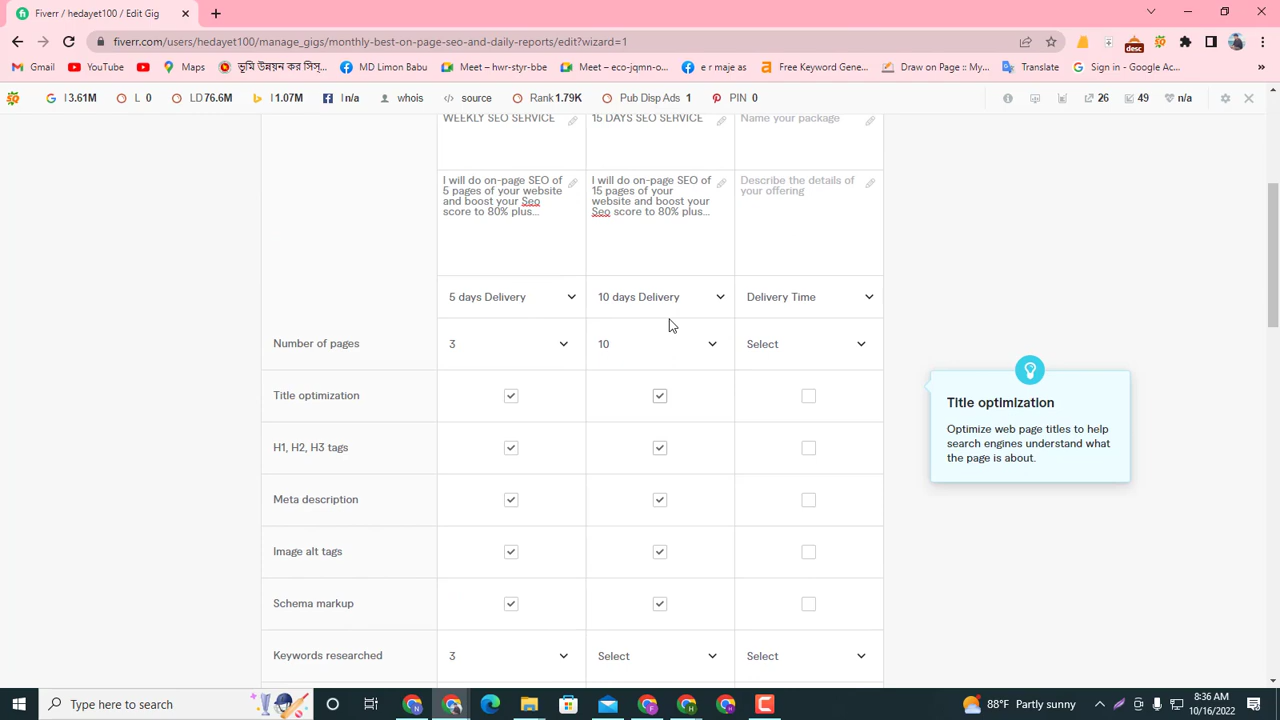 Fiverr / hedayet100 / Edit Gig
fiverr.com/users/hedayet100/manage_gigs/monthly-best-on-page-seo-and-daily-reports/edit?wizard=1
desc
Gmail
YouTube
Maps
ভূমি উন্নয়ন কর সিস্...
MD Limon Babu
Meet – hwr-styr-bbe
Meet – eco-jqmn-o...
e r maje as
Free Keyword Gene...
Draw on Page :: My...
Translate
Sign in - Google Ac...
I 3.61M
L 0
LD 76.6M
I 1.07M
I n/a
whois
source
Rank 1.79K
Pub Disp Ads 1
PIN 0
26
49
n/a
WEEKLY SEO SERVICE
15 DAYS SEO SERVICE
Name your package
I will do on-page SEO of
5 pages of your website
and boost your Seo
score to 80% plus...
I will do on-page SEO of
15 pages of your
website and boost your
Seo score to 80% plus...
Describe the details of
your offering
5 days Delivery
10 days Delivery
Delivery Time
Number of pages
3
10
Select
Title optimization
H1, H2, H3 tags
Meta description
Image alt tags
Schema markup
Keywords researched
3
Select
Select
Title optimization
Optimize web page titles to help
search engines understand what
the page is about.
Type here to search
88°F Partly sunny
8:36 AM
10/16/2022